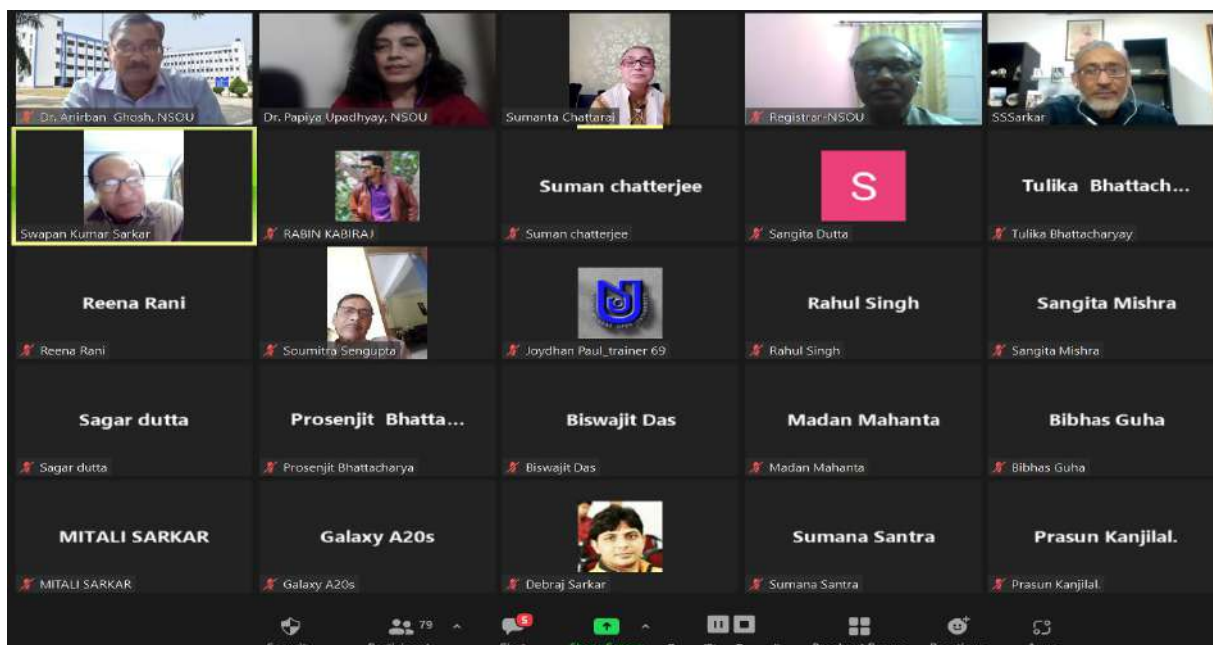 Dr. Anirban Ghosh, NSOU
Dr. Papiya Upadhyay, NSOU
Sumanta Chattaraj
Registrar-NSOU
SSSarkar
Swapan Kumar Sarkar
RABIN KABIRAJ
Suman chatterjee
Suman chatterjee
S
Sangita Dutta
Tulika Bhattach...
Tulika Bhattacharyay
Reena Rani
Reena Rani
Soumitra Sengupta
Joydhan Paul_trainer 69
Rahul Singh
Rahul Singh
Sangita Mishra
Sangita Mishra
Sagar dutta
Sagar dutta
Prosenjit Bhatta...
Prosenjit Bhattacharya
Biswajit Das
Biswajit Das
Madan Mahanta
Madan Mahanta
Bibhas Guha
Bibhas Guha
MITALI SARKAR
MITALI SARKAR
Galaxy A20s
Galaxy A20s
Debraj Sarkar
Sumana Santra
Sumana Santra
Prasun Kanjilal.
Prasun Kanjilal.
79
5